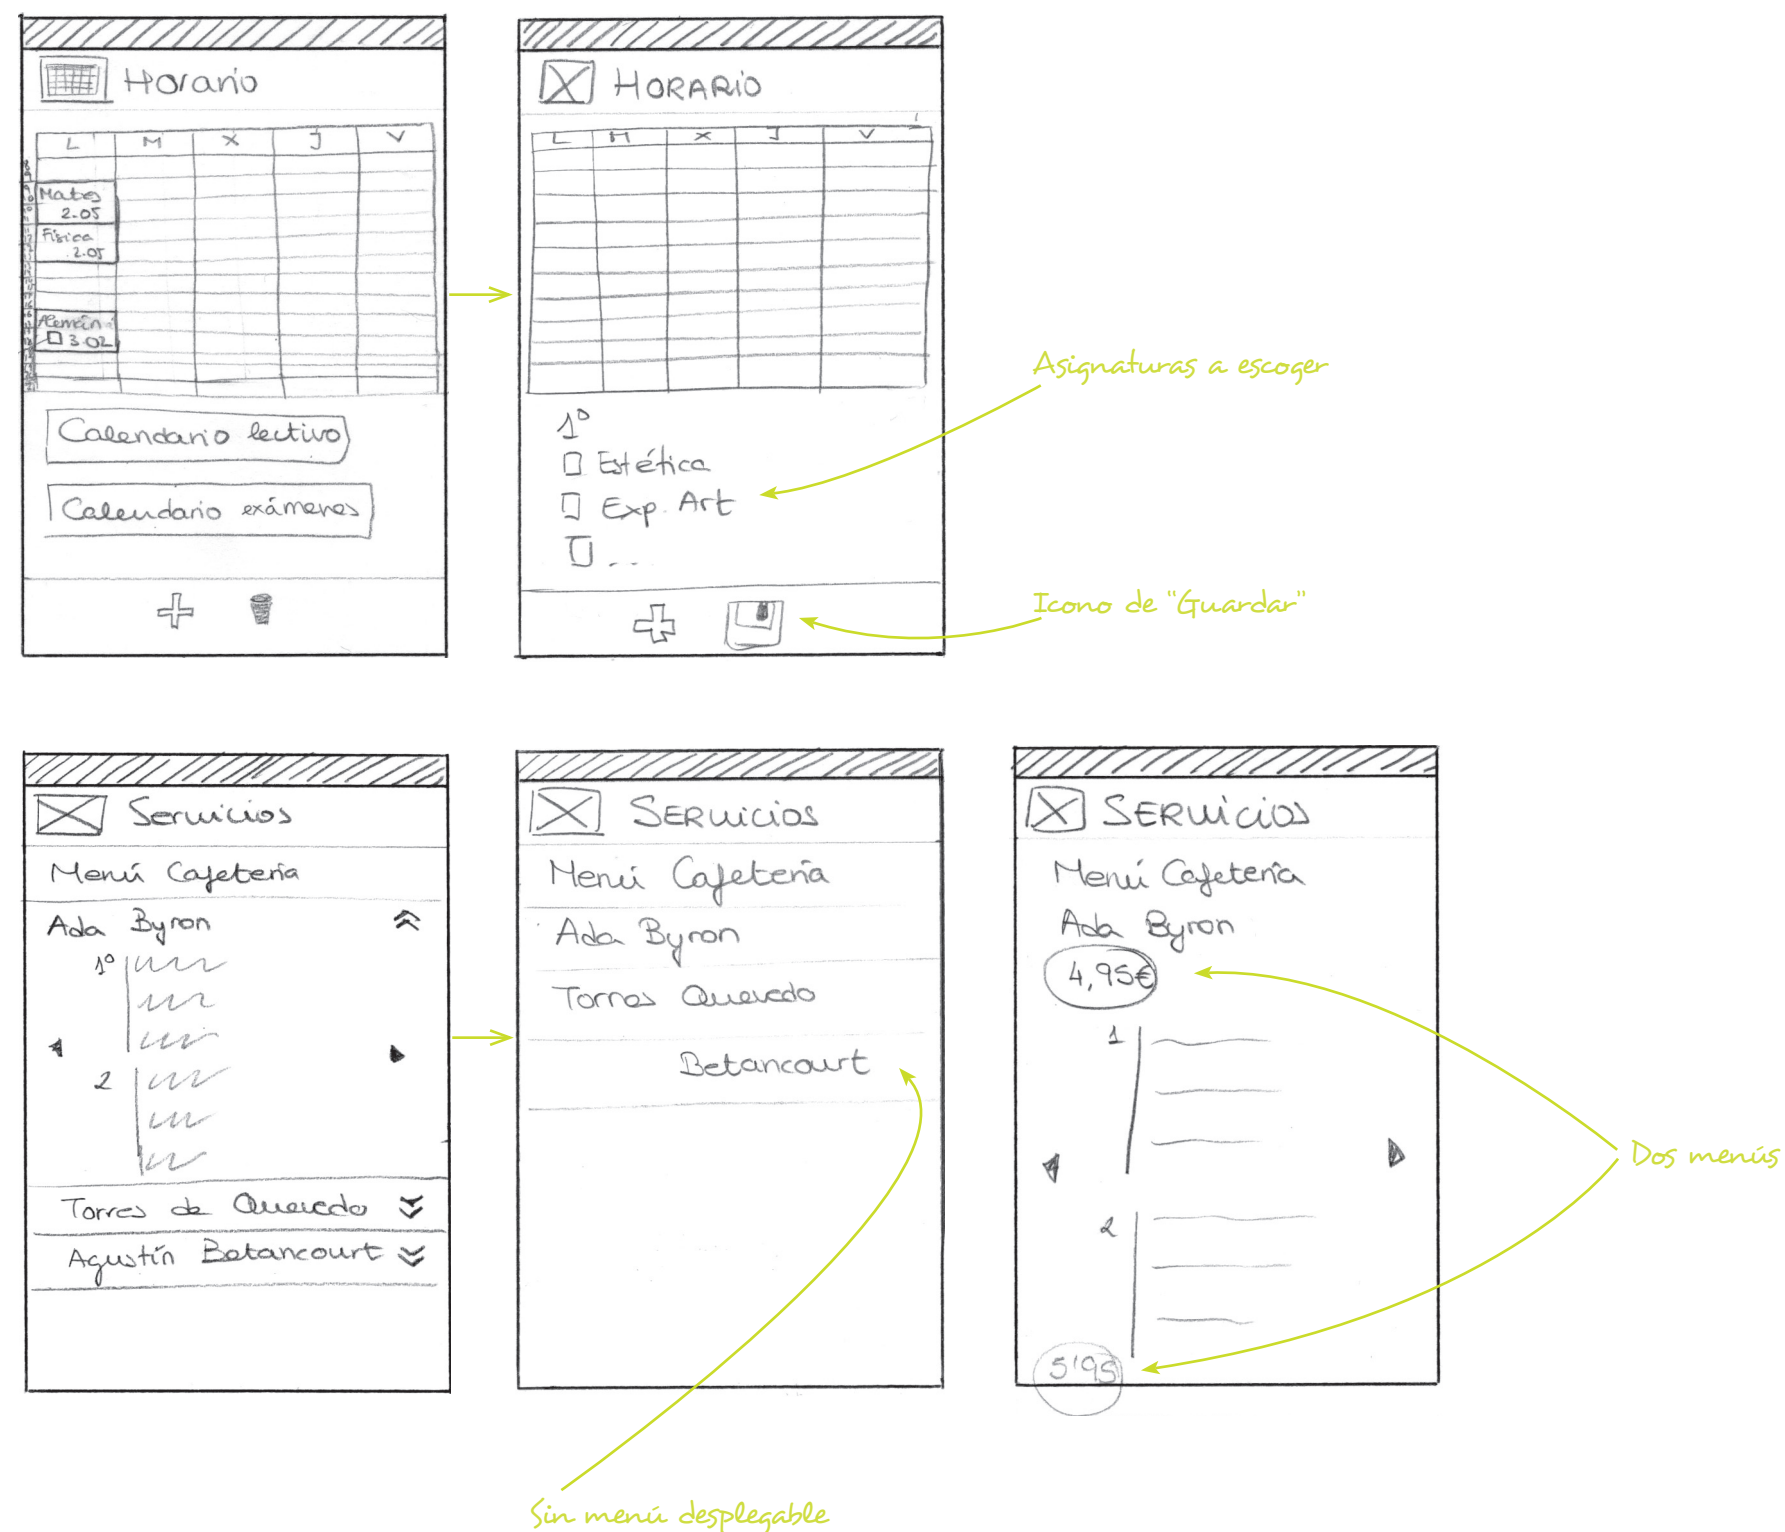 Horario
L M X J V
Mates
2.05
Física
2.05
Alemán
3.02
Calendario lectivo
Calendario exámenes
HORARIO
L M X J V
1º
Estética
Exp. Art
...
Asignaturas a escoger
Icono de "Guardar"
Servicios
Menú Cafetería
Ada Byron
1º
2
Torres de Quevedo
Agustín Betancourt
SERVICIOS
Menú Cafetería
Ada Byron
Torres Quevedo
Betancourt
Sin menú desplegable
SERVICIOS
Menú Cafetería
Ada Byron
4,95€
1
2
5'95
Dos menús